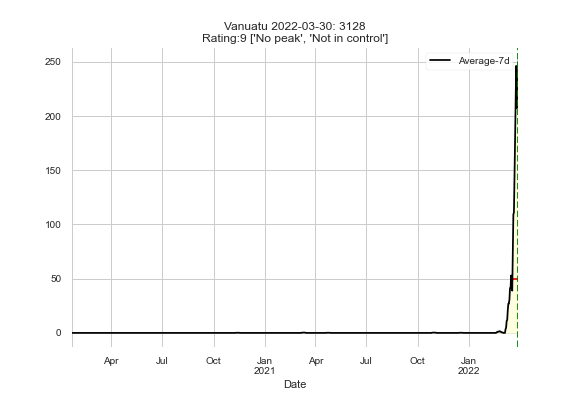 Vanuatu 2022-03-30: 3128
Rating:9 ['No peak', 'Not in control']
Average-7d
250
200
150
100
50
0
Apr
Jul
Oct
Jan
2021
Apr
Jul
Oct
Jan
2022
Date